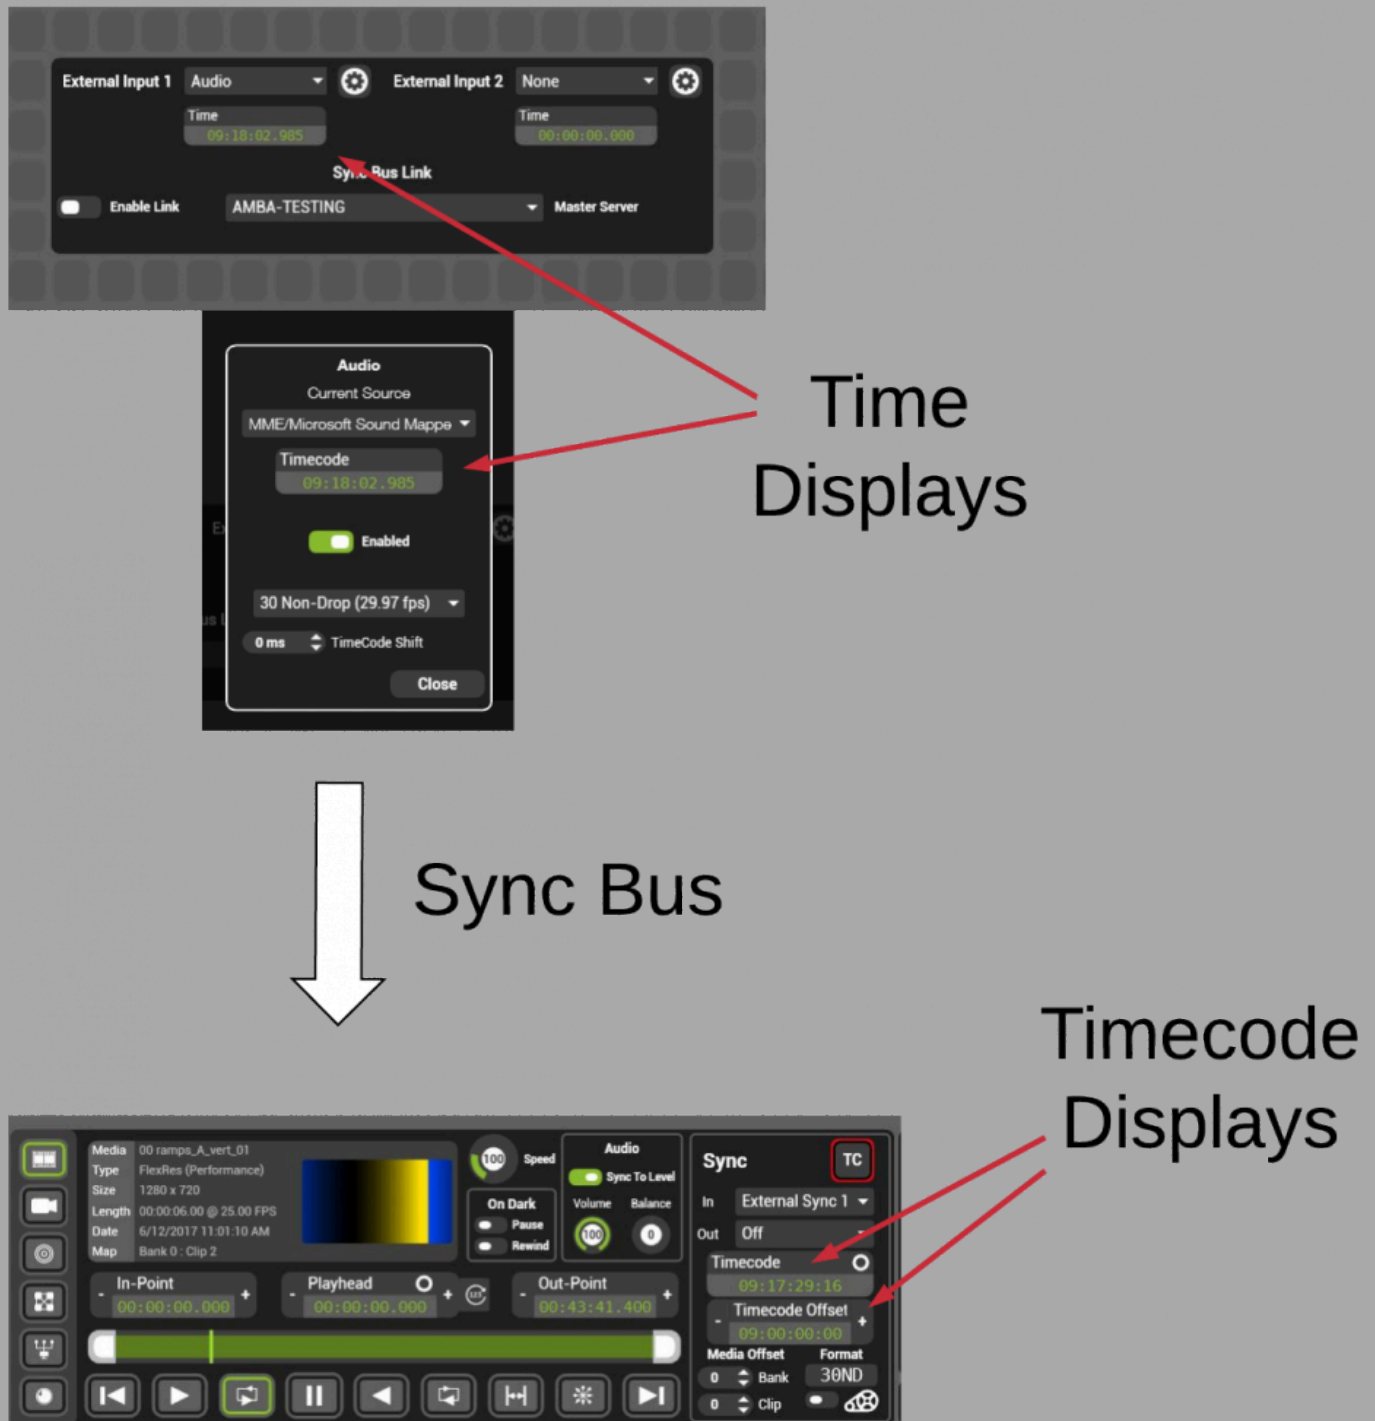 External Input 1 Audio External Input 2 None
Time Time
09:18:02.985 00:00:00.000
Sync Bus Link
Enable Link AMBA-TESTING Master Server
Audio
Current Source
MME/Microsoft Sound Mappe
Timecode
09:18:02.985
Enabled
30 Non-Drop (29.97 fps)
0 ms TimeCode Shift
Close
Time
Displays
Sync Bus
Timecode
Displays
Media 00 ramps_A_vert_01
Type FlexRes (Performance)
Size 1280 x 720
Length 00:00:06.00 @ 25.00 FPS
Date 6/12/2017 11:01:10 AM
Map Bank 0 : Clip 2
100 Speed
On Dark
Pause
Rewind
Audio
Sync To Level
Volume Balance
100 0
Sync TC
In External Sync 1
Out Off
Timecode
09:17:29:16
- Timecode Offset +
09:00:00:00
Media Offset Format
0 Bank 30ND
0 Clip
- In-Point +
00:00:00.000
- Playhead +
00:00:00.000
- Out-Point +
00:43:41.400